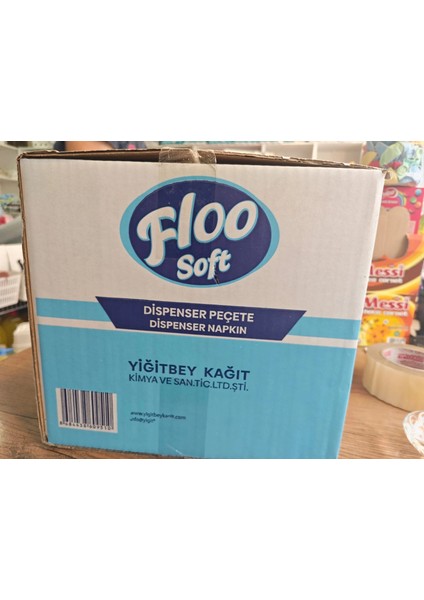 Floo
Soft
DİSPENSER PEÇETE
DISPENSER NAPKIN
YİĞİTBEY KAĞIT
KİMYA VE SAN.TİC.LTD.ŞTİ.
Messi
Messi